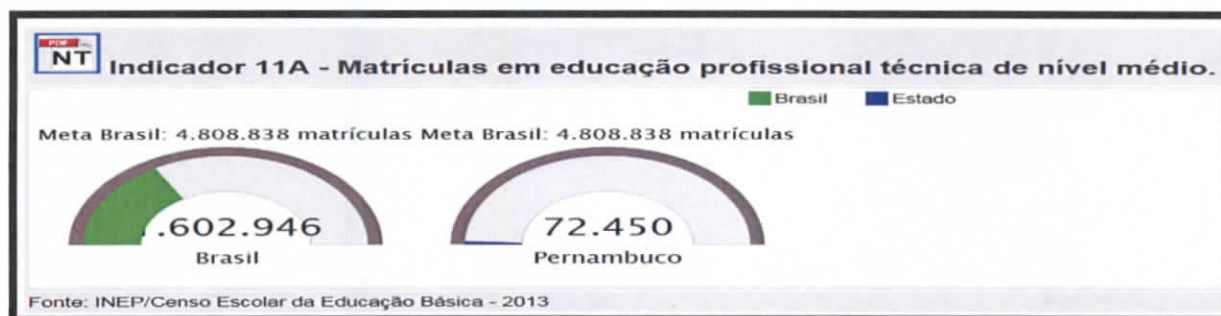 PDF
NT
Indicador 11A - Matrículas em educação profissional técnica de nível médio.
Brasil Estado
Meta Brasil: 4.808.838 matrículas Meta Brasil: 4.808.838 matrículas
.602.946 72.450
Brasil Pernambuco
Fonte: INEP/Censo Escolar da Educação Básica - 2013